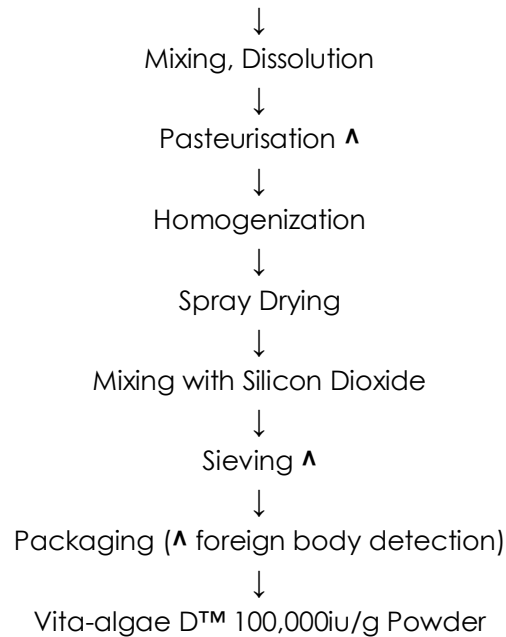 ↓
Mixing, Dissolution
↓
Pasteurisation ∧
↓
Homogenization
↓
Spray Drying
↓
Mixing with Silicon Dioxide
↓
Sieving ∧
↓
Packaging (∧ foreign body detection)
↓
Vita-algae D™ 100,000iu/g Powder